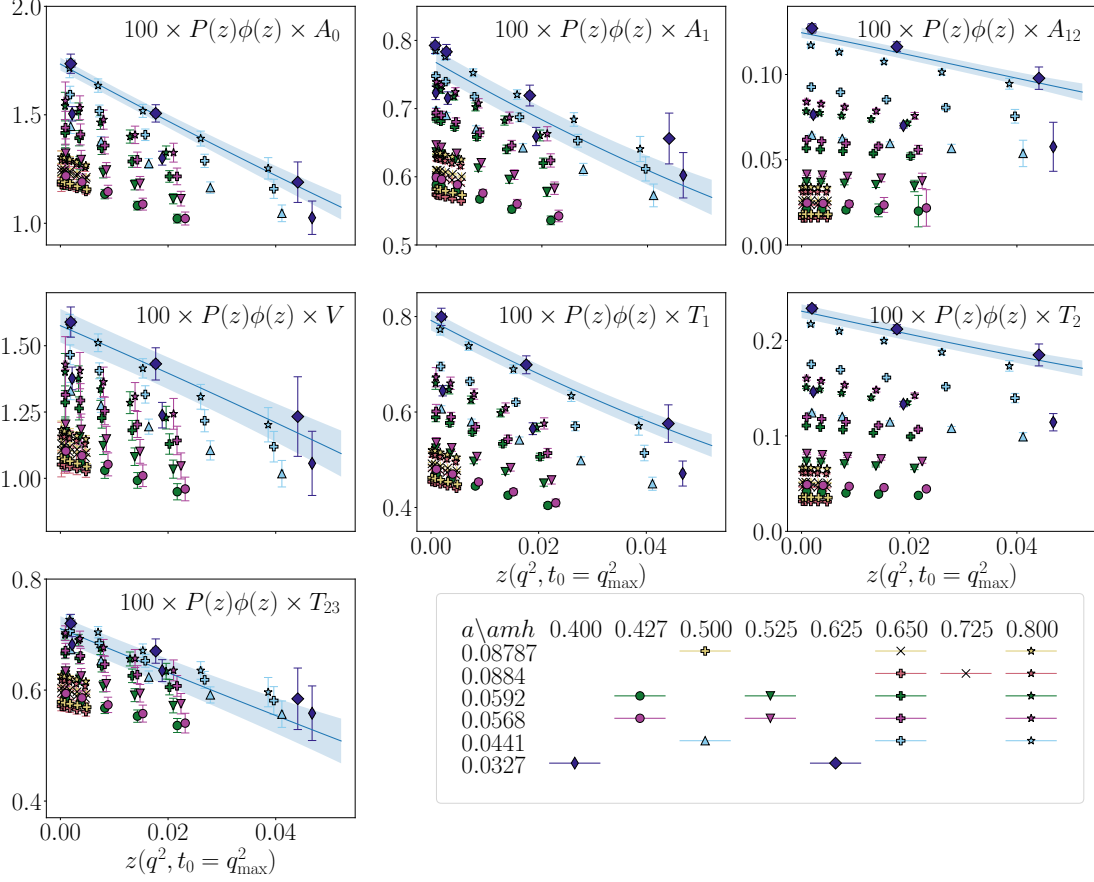 2.0
1.5
1.0
100 × P(z)ϕ(z) × A₀
0.8
0.7
0.6
0.5
100 × P(z)ϕ(z) × A₁
0.10
0.05
0.00
100 × P(z)ϕ(z) × A₁₂
1.50
1.25
1.00
100 × P(z)ϕ(z) × V
0.8
0.6
0.4
100 × P(z)ϕ(z) × T₁
0.00 0.02 0.04
z(q², t₀ = q²ₘₐₓ)
0.2
0.1
0.0
100 × P(z)ϕ(z) × T₂
0.00 0.02 0.04
z(q², t₀ = q²ₘₐₓ)
0.8
0.6
0.4
100 × P(z)ϕ(z) × T₂₃
0.00 0.02 0.04
z(q², t₀ = q²ₘₐₓ)
a\amh 0.400 0.427 0.500 0.525 0.625 0.650 0.725 0.800
0.08787
0.0884
0.0592
0.0568
0.0441
0.0327